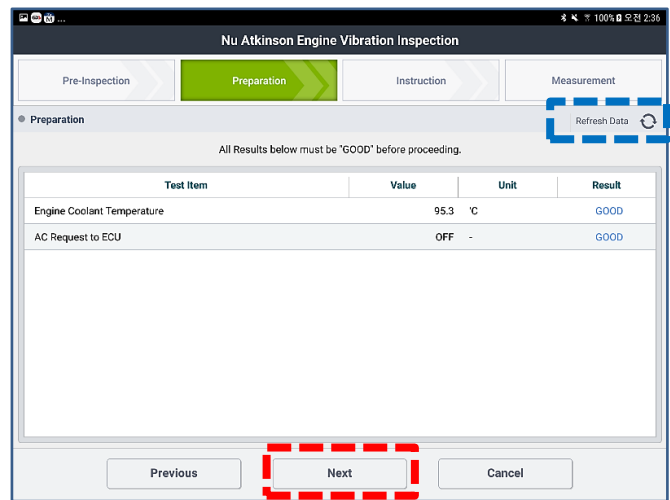 ... 100% 오전 2:36
Nu Atkinson Engine Vibration Inspection
Pre-Inspection Preparation Instruction Measurement
Preparation Refresh Data
All Results below must be "GOOD" before proceeding.
Test Item Value Unit Result
Engine Coolant Temperature 95.3 'C GOOD
AC Request to ECU OFF - GOOD
Previous Next Cancel